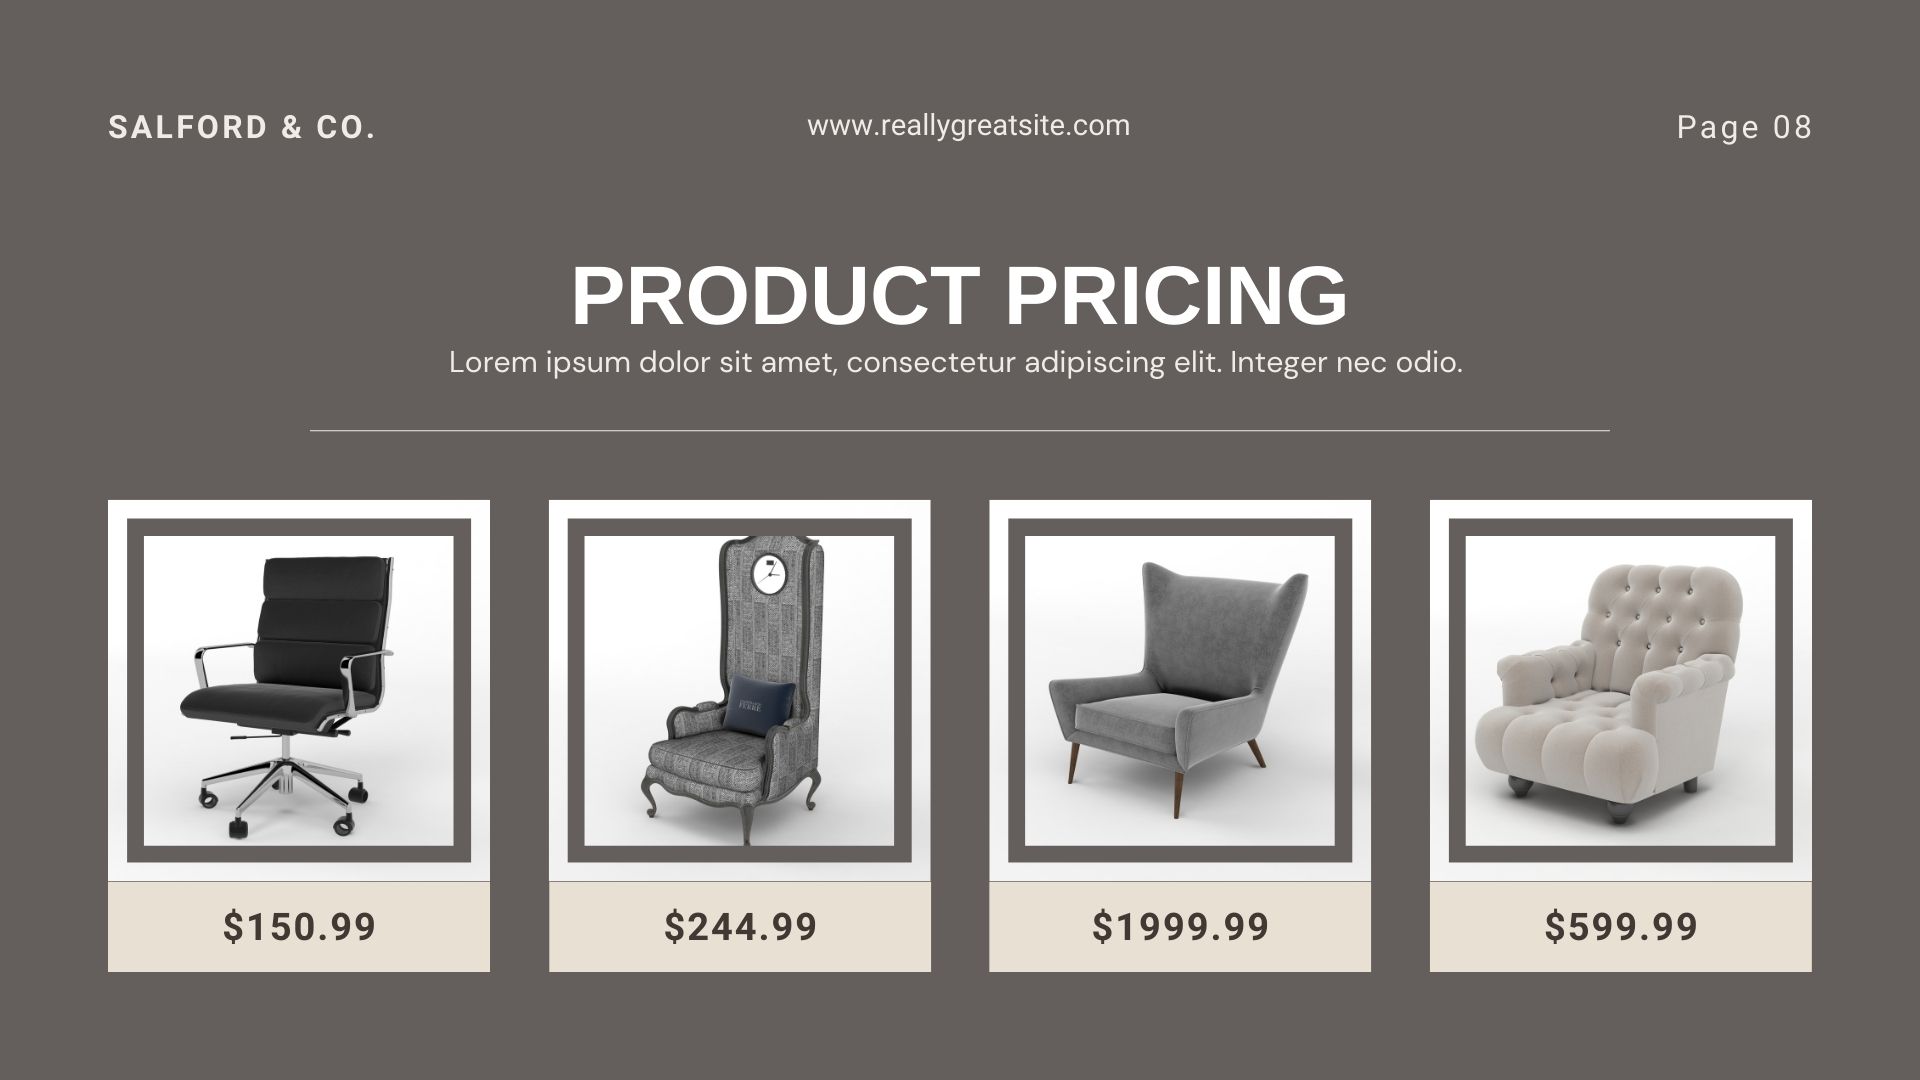 SALFORD & CO.
www.reallygreatsite.com
Page 08
PRODUCT PRICING
Lorem ipsum dolor sit amet, consectetur adipiscing elit. Integer nec odio.
FERRE
$150.99
$244.99
$1999.99
$599.99